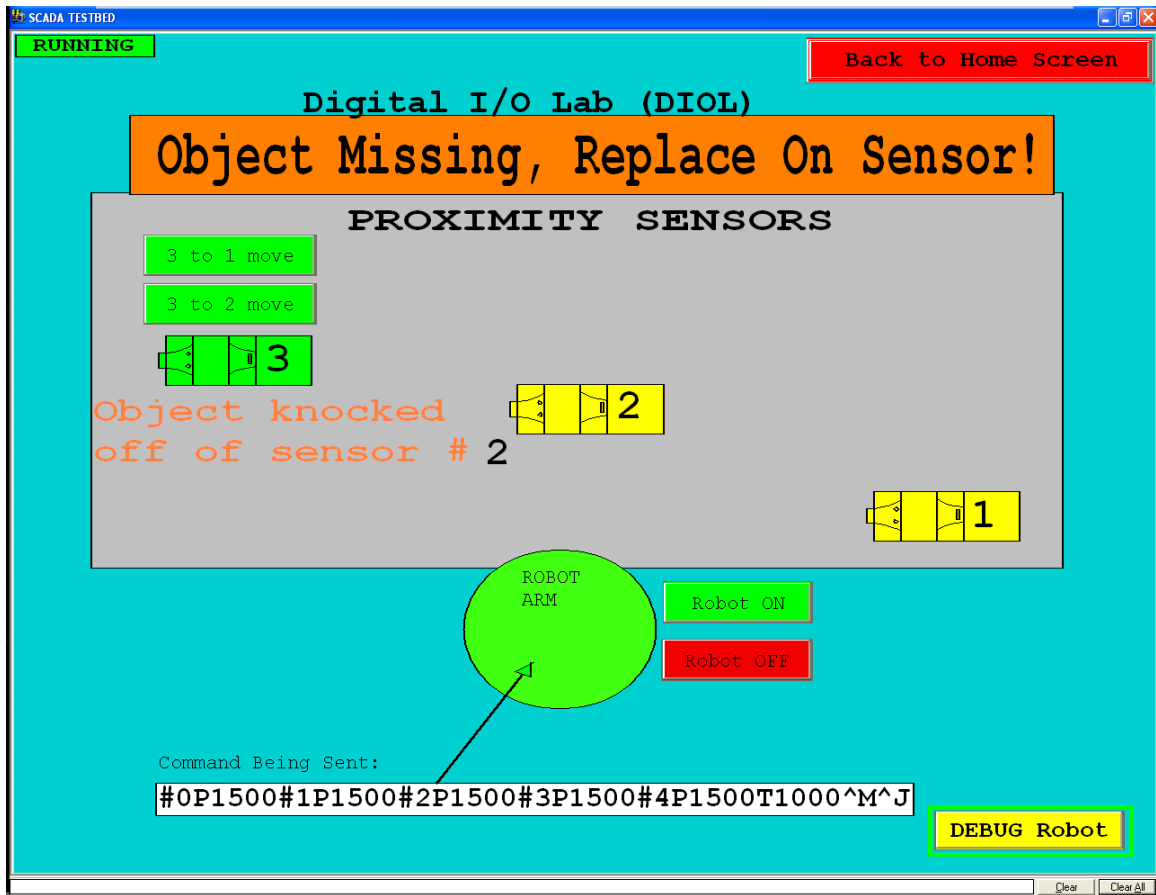 SCADA TESTBED
RUNNING
Back to Home Screen
Digital I/O Lab (DIOL)
Object Missing, Replace On Sensor!
PROXIMITY SENSORS
3 to 1 move
3 to 2 move
3
2
Object knocked
off of sensor # 2
1
ROBOT
ARM
Robot ON
Robot OFF
Command Being Sent:
#0P1500#1P1500#2P1500#3P1500#4P1500T1000^M^J
DEBUG Robot
Clear
Clear All